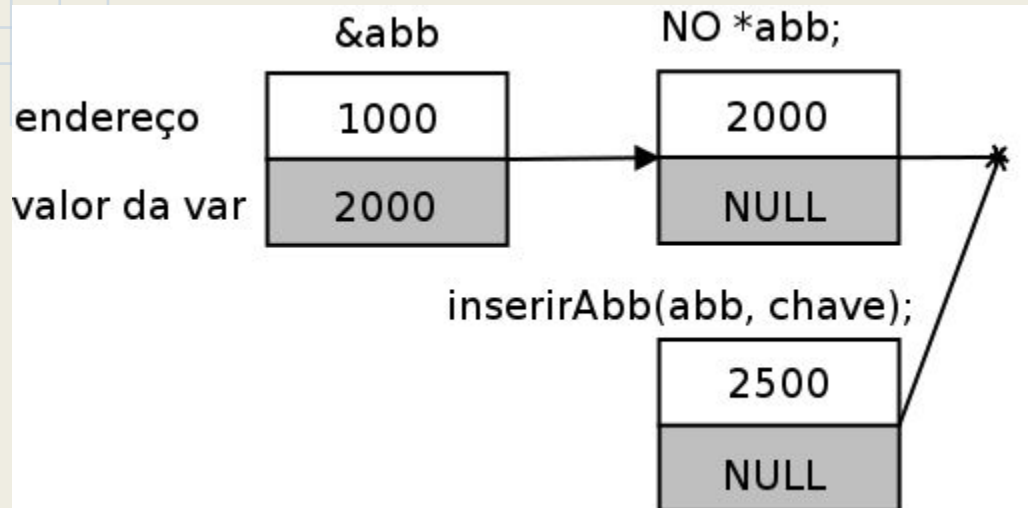 &abb
NO *abb;
endereço
1000
2000
valor da var
2000
NULL
inserirAbb(abb, chave);
2500
NULL